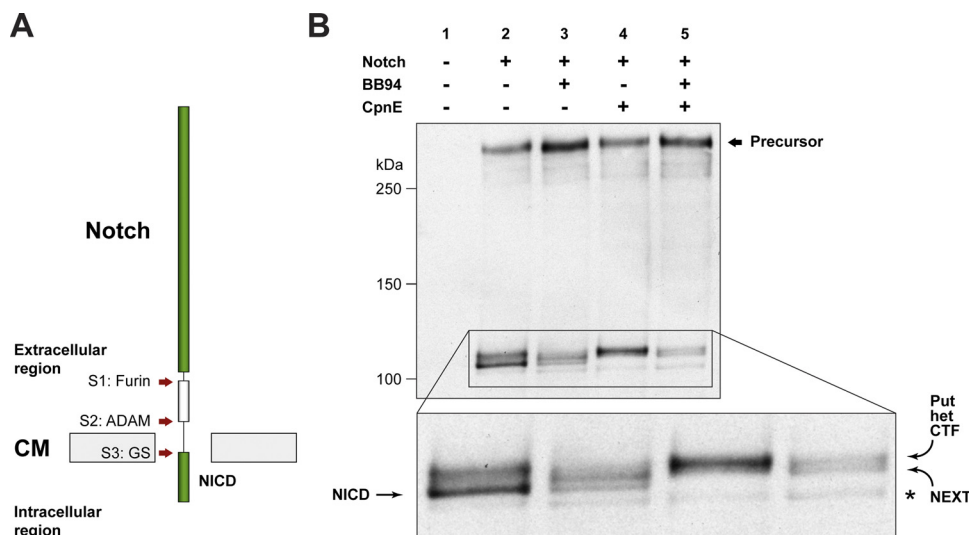 A
Notch
Extracellular
region
S1: Furin
S2: ADAM
CM
S3: GS
NICD
Intracellular
region
B
1 2 3 4 5
Notch - + + + +
BB94 - - + - +
CpnE - - - + +
Precursor
kDa
250
150
100
Put
het
CTF
NICD
*
NEXT